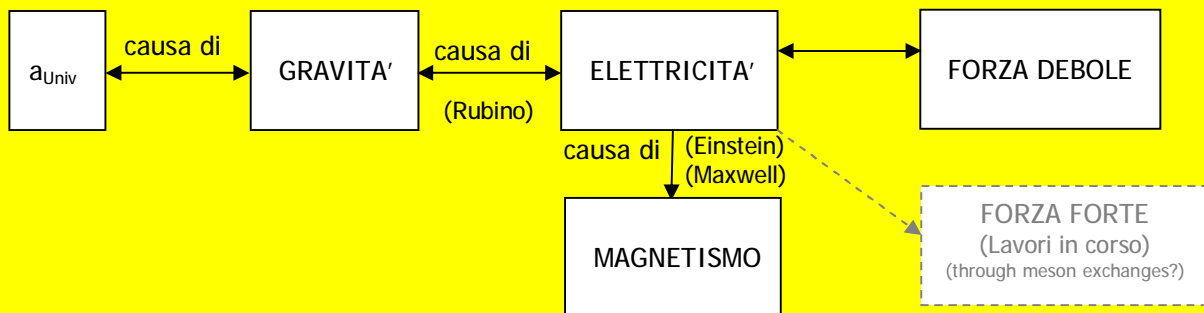 causa di
causa di
a_Univ
GRAVITA'
ELETTRICITA'
FORZA DEBOLE
(Rubino)
causa di
(Einstein)
(Maxwell)
MAGNETISMO
FORZA FORTE
(Lavori in corso)
(through meson exchanges?)